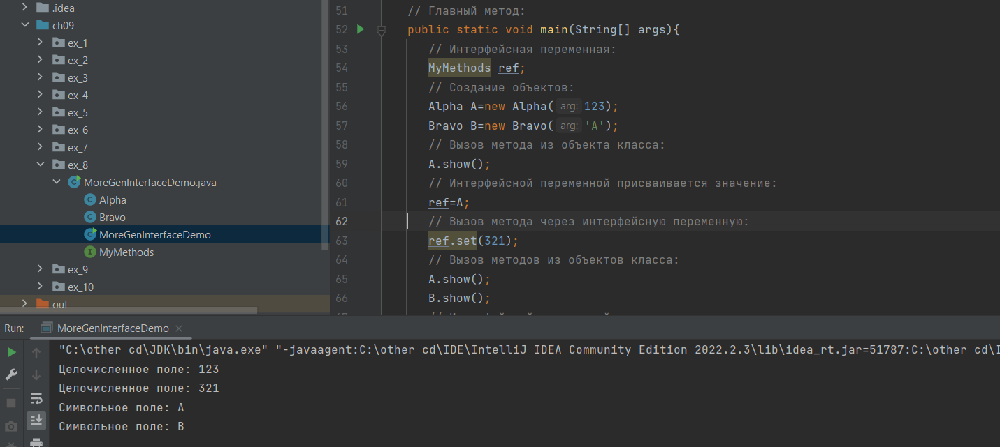 .idea
ch09
ex_1
ex_2
ex_3
ex_4
ex_5
ex_6
ex_7
ex_8
MoreGenInterfaceDemo.java
Alpha
Bravo
MoreGenInterfaceDemo
MyMethods
ex_9
ex_10
out
51 // Главный метод:
52 public static void main(String[] args){
53 // Интерфейсная переменная:
54 MyMethods ref;
55 // Создание объектов:
56 Alpha A=new Alpha( arg: 123);
57 Bravo B=new Bravo( arg: 'A');
58 // Вызов метода из объекта класса:
59 A.show();
60 // Интерфейсной переменной присваивается значение:
61 ref=A;
62 // Вызов метода через интерфейсную переменную:
63 ref.set(321);
64 // Вызов методов из объектов класса:
65 A.show();
66 B.show();
Run: MoreGenInterfaceDemo
"C:\other cd\JDK\bin\java.exe" "-javaagent:C:\other cd\IDE\IntelliJ IDEA Community Edition 2022.2.3\lib\idea_rt.jar=51787:C:\other cd\I
Целочисленное поле: 123
Целочисленное поле: 321
Символьное поле: A
Символьное поле: B